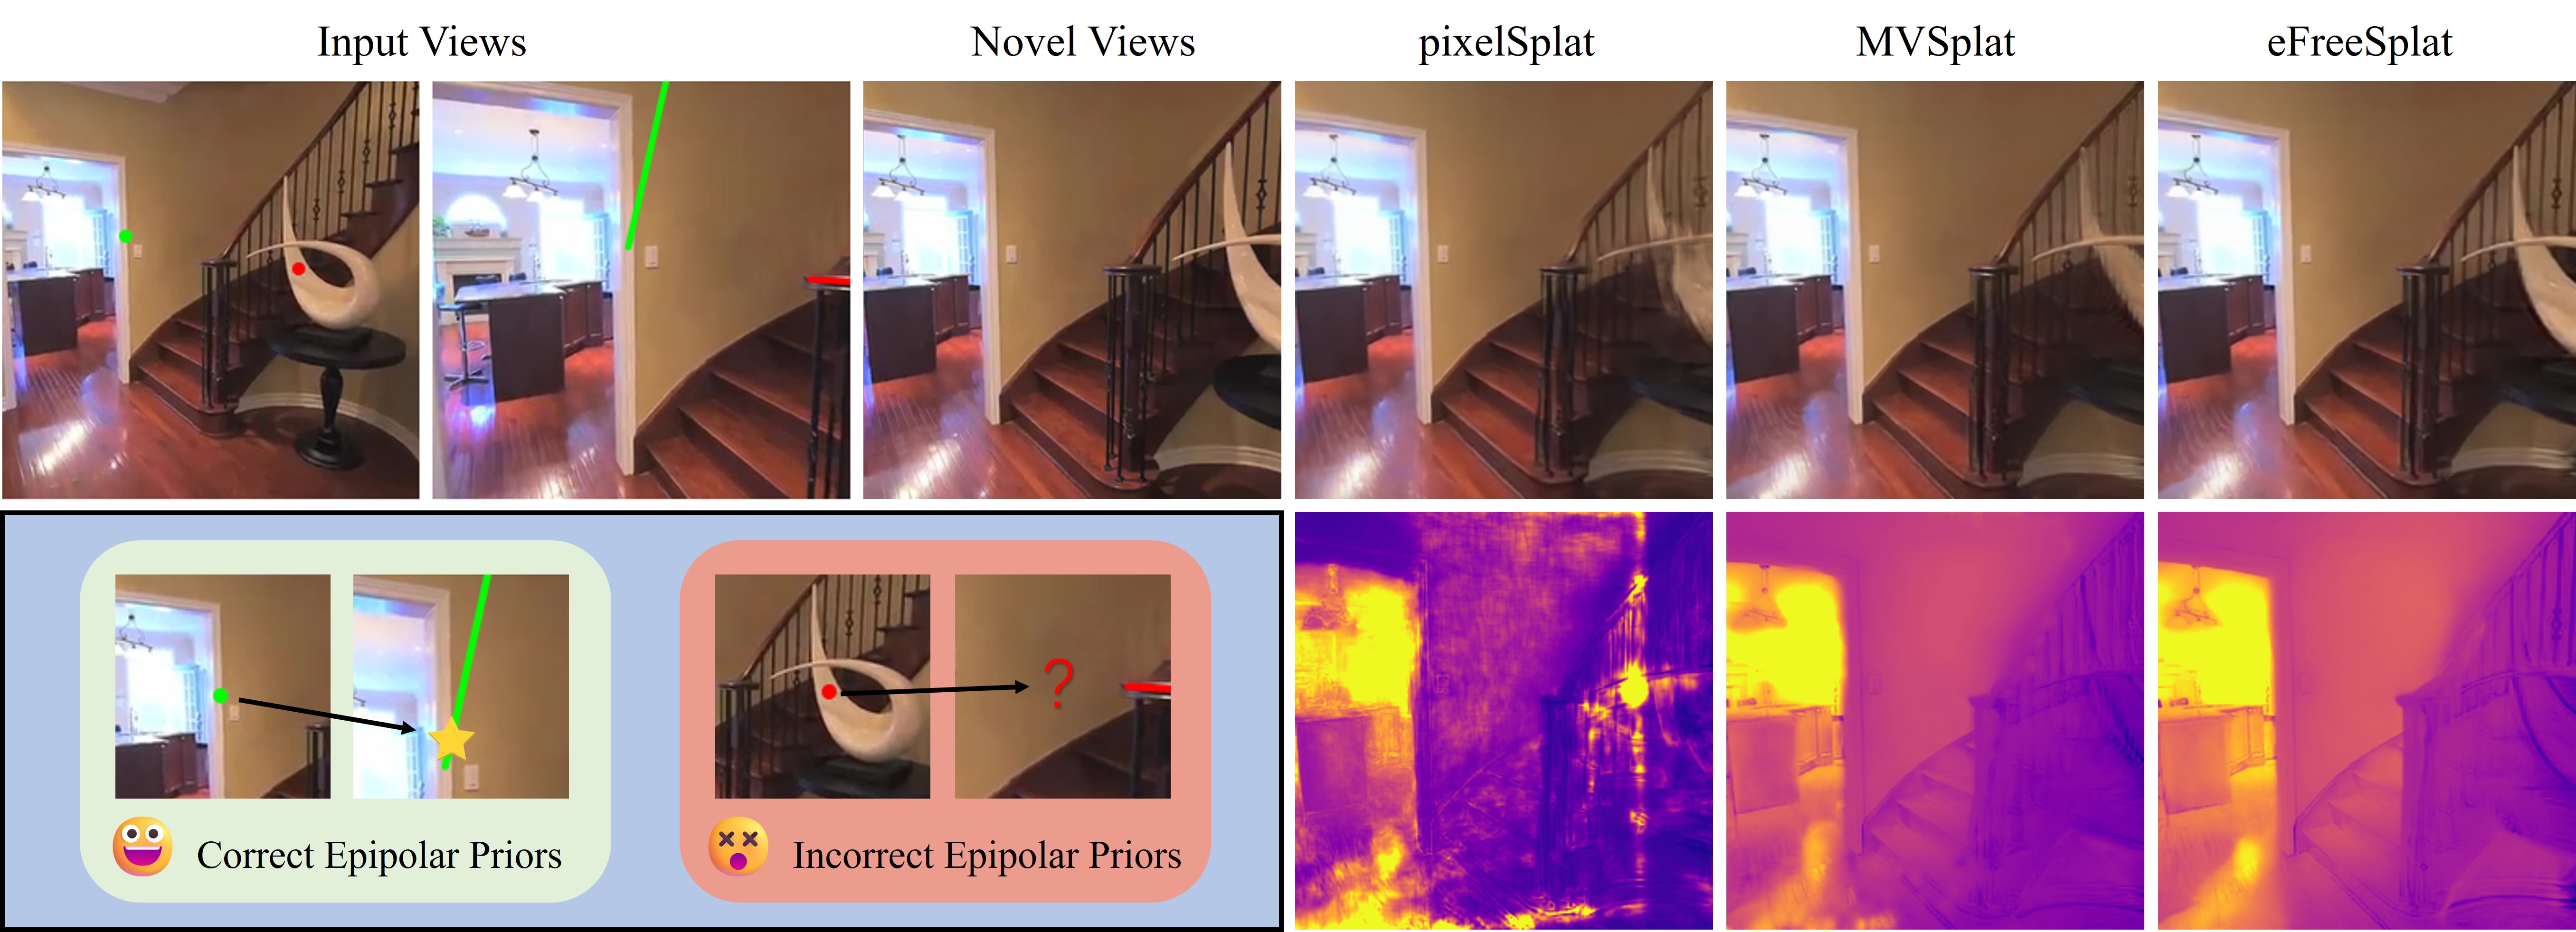 Input Views
Novel Views
pixelSplat
MVSplat
eFreeSplat
?
Correct Epipolar Priors
Incorrect Epipolar Priors